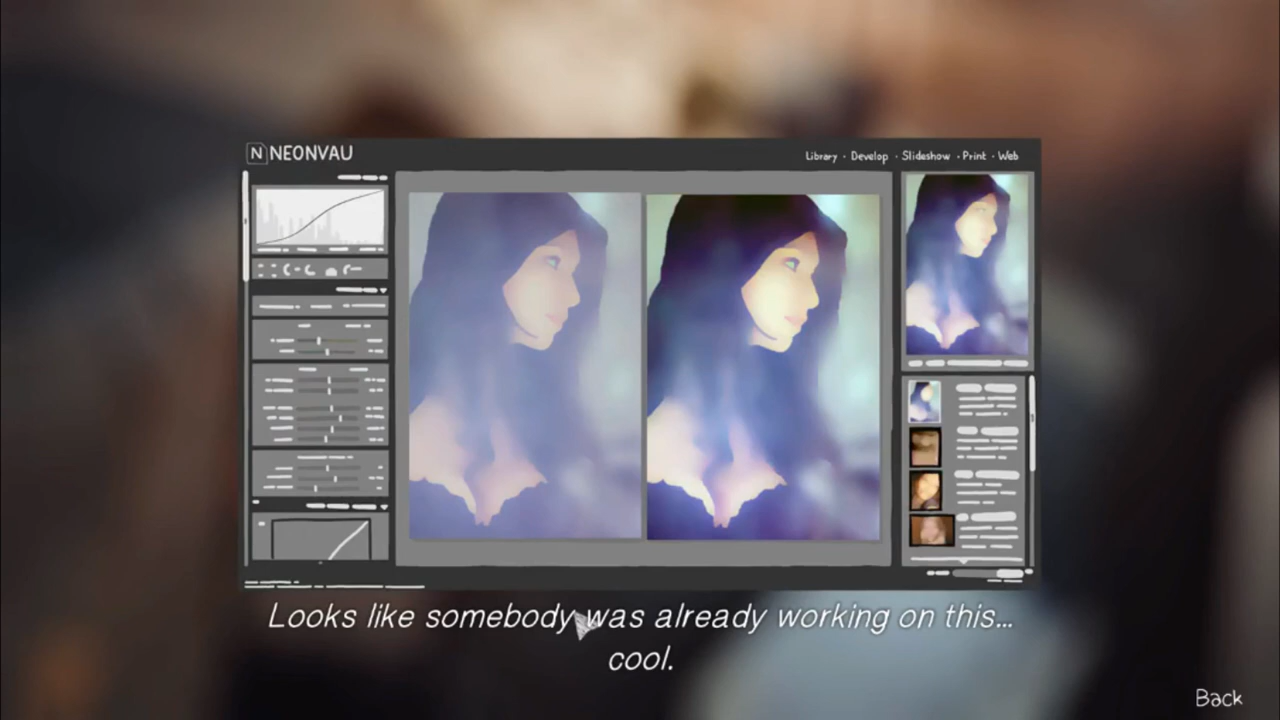 N NEONVAU
Library · Develop · Slideshow · Print · Web
Looks like somebody was already working on this...
cool.
Back